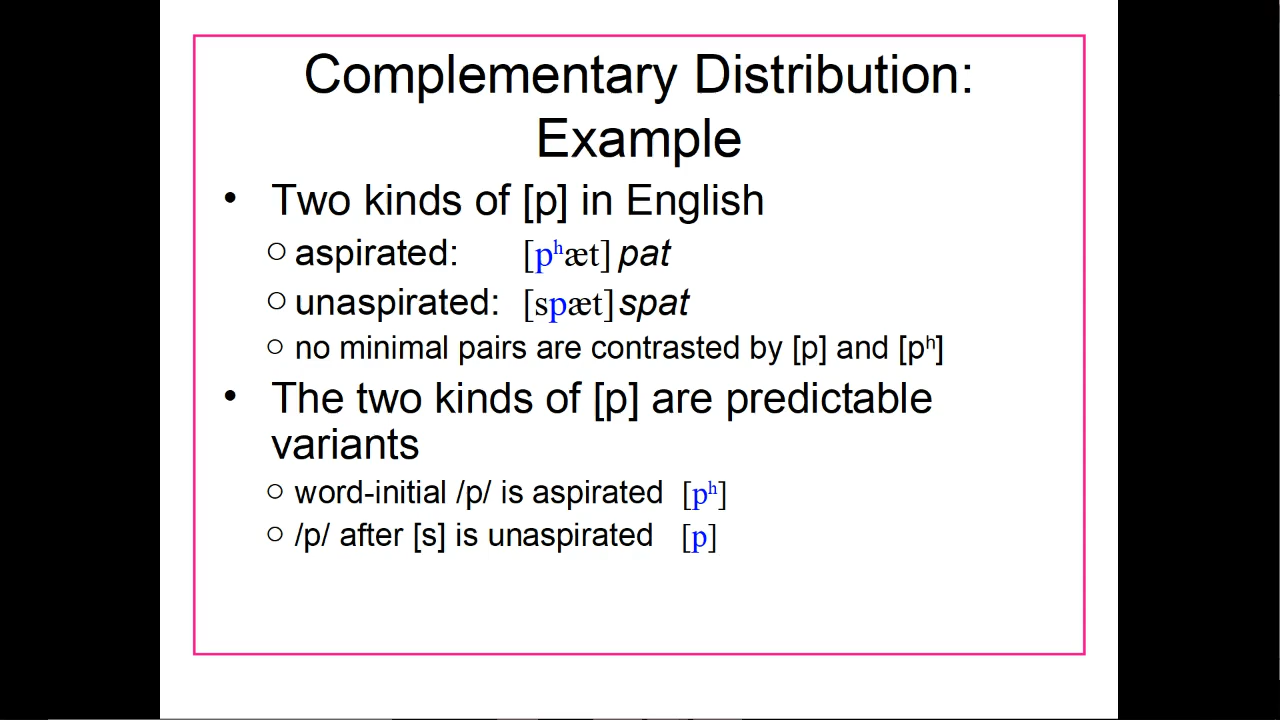 Complementary Distribution:
Example
• Two kinds of [p] in English
○ aspirated: [pʰæt] pat
○ unaspirated: [spæt] spat
○ no minimal pairs are contrasted by [p] and [pʰ]
• The two kinds of [p] are predictable
variants
○ word-initial /p/ is aspirated [pʰ]
○ /p/ after [s] is unaspirated [p]